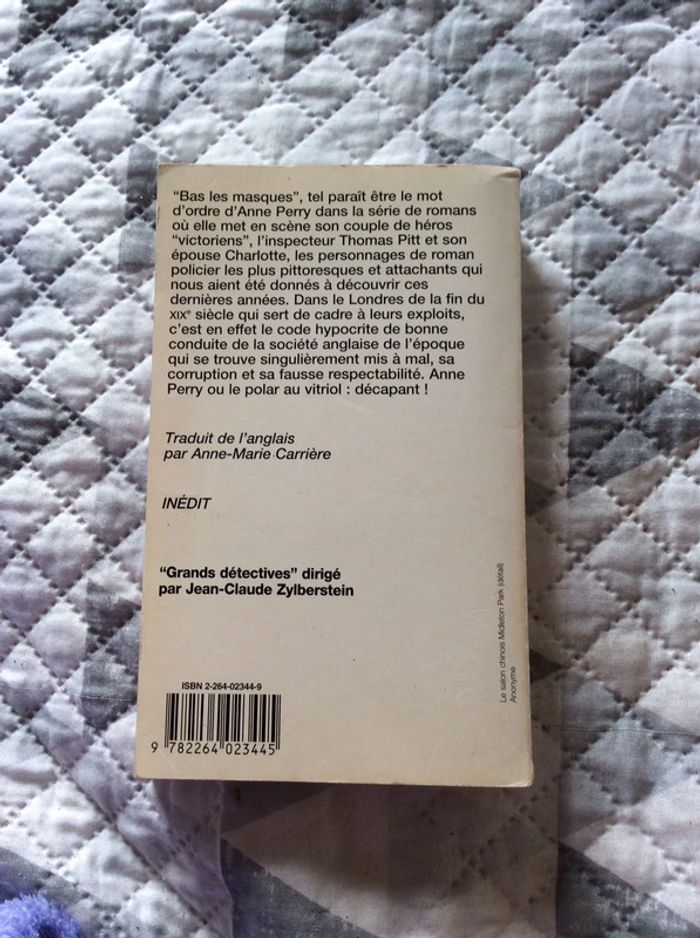 “Bas les masques”, tel paraît être le mot
d’ordre d’Anne Perry dans la série de romans
où elle met en scène son couple de héros
“victoriens”, l’inspecteur Thomas Pitt et son
épouse Charlotte, les personnages de roman
policier les plus pittoresques et attachants qui
nous aient été donnés à découvrir ces
dernières années. Dans le Londres de la fin du
XIXᵉ siècle qui sert de cadre à leurs exploits,
c’est en effet le code hypocrite de bonne
conduite de la société anglaise de l’époque
qui se trouve singulièrement mis à mal, sa
corruption et sa fausse respectabilité. Anne
Perry ou le polar au vitriol : décapant !
Traduit de l’anglais
par Anne-Marie Carrière
INÉDIT
“Grands détectives” dirigé
par Jean-Claude Zylberstein
ISBN 2-264-02344-9
9 782264 023445
Le salon chinois Midleton Park (détail)
Anonyme